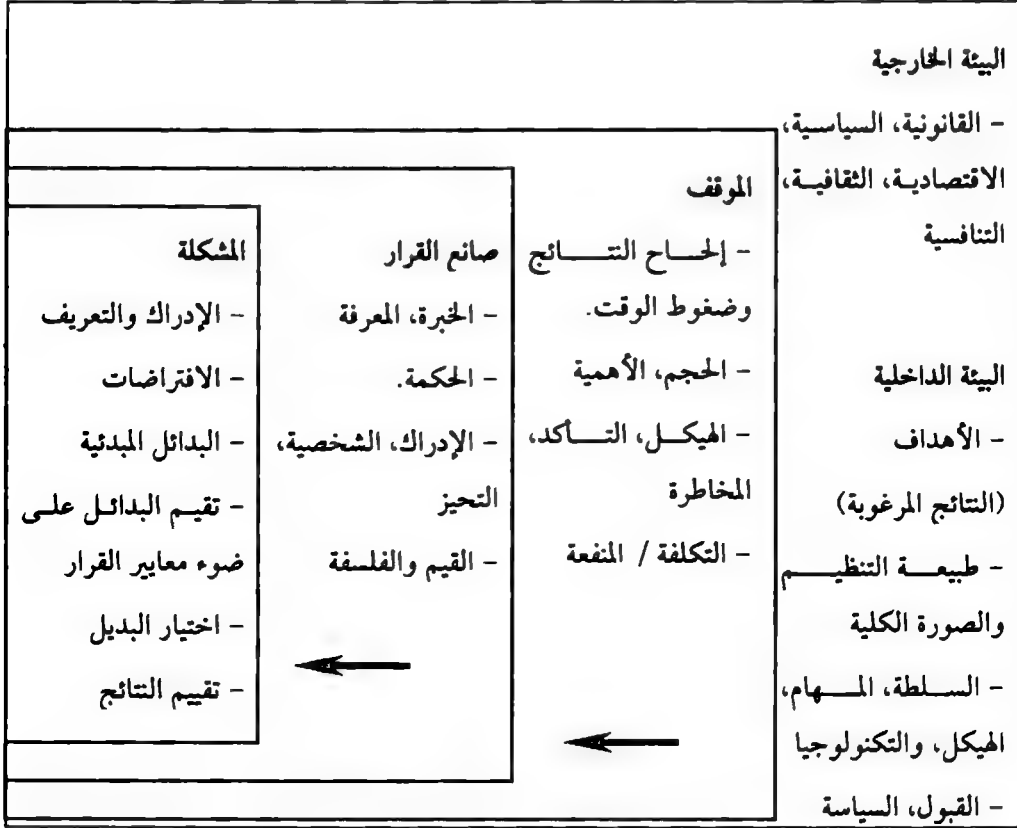 البيئة الخارجية
- القانونية، السياسية،
الاقتصادية، الثقافية،
التنافسية
البيئة الداخلية
- الأهداف
(النتائج المرغوبة)
- طبيعة التنظيم
والصورة الكلية
- السلطة، المهام،
الهيكل، والتكنولوجيا
- القبول، السياسة
الموقف
- إلحاح النتائج
وضغوط الوقت.
- الحجم، الأهمية
- الهيكل، التأكد،
المخاطرة
- التكلفة / المنفعة
صانع القرار
- الخبرة، المعرفة
- الحكمة.
- الإدراك، الشخصية،
التحيز
- القيم والفلسفة
المشكلة
- الإدراك والتعريف
- الافتراضات
- البدائل المبدئية
- تقييم البدائل على
ضوء معايير القرار
- اختيار البديل
- تقييم النتائج